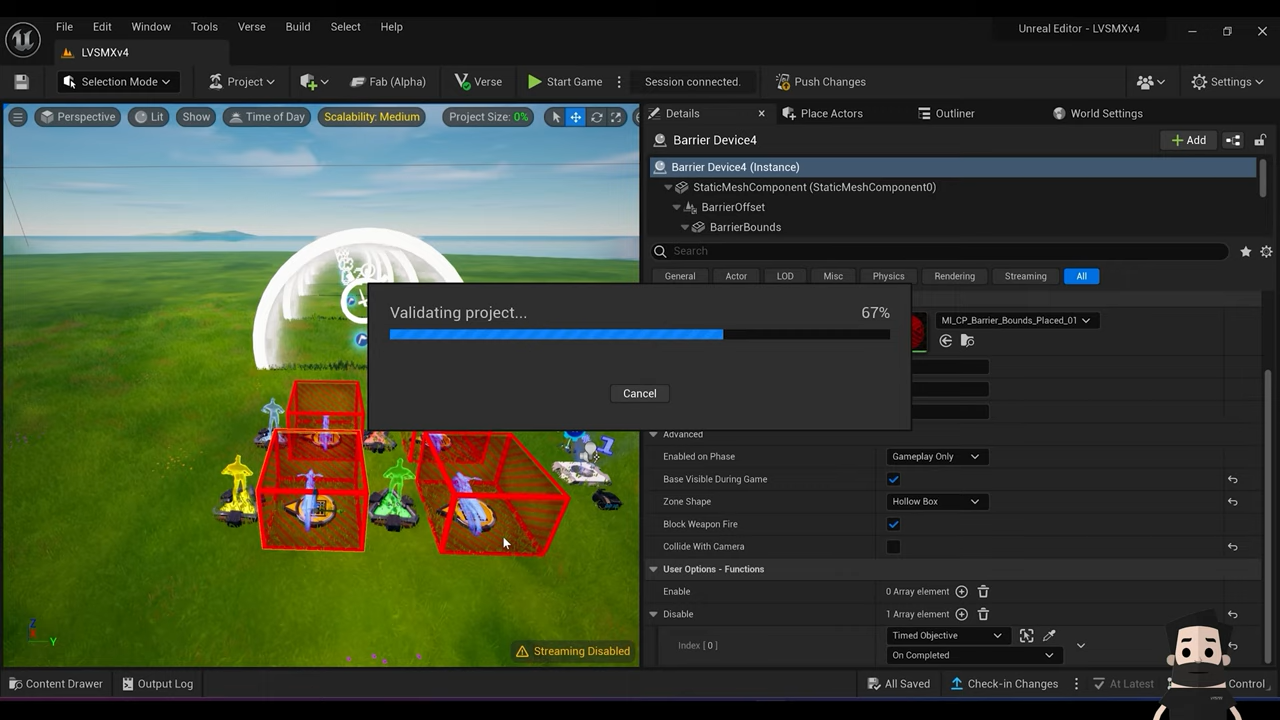 File Edit Window Tools Verse Build Select Help
Unreal Editor - LVSMXv4
LVSMXv4
Selection Mode
Project
Fab (Alpha)
Verse
Start Game
Session connected.
Push Changes
Settings
Perspective
Lit
Show
Time of Day
Scalability: Medium
Project Size: 0%
Details
Place Actors
Outliner
World Settings
Barrier Device4
Add
Barrier Device4 (Instance)
StaticMeshComponent (StaticMeshComponent0)
BarrierOffset
BarrierBounds
Search
General Actor LOD Misc Physics Rendering Streaming All
Validating project... 67%
Cancel
MI_CP_Barrier_Bounds_Placed_01
Advanced
Enabled on Phase Gameplay Only
Base Visible During Game
Zone Shape Hollow Box
Block Weapon Fire
Collide With Camera
User Options - Functions
Enable 0 Array element
Disable 1 Array element
Index [ 0 ] Timed Objective
On Completed
1
Z
Y
Streaming Disabled
Content Drawer
Output Log
All Saved
Check-in Changes
At Latest
Control